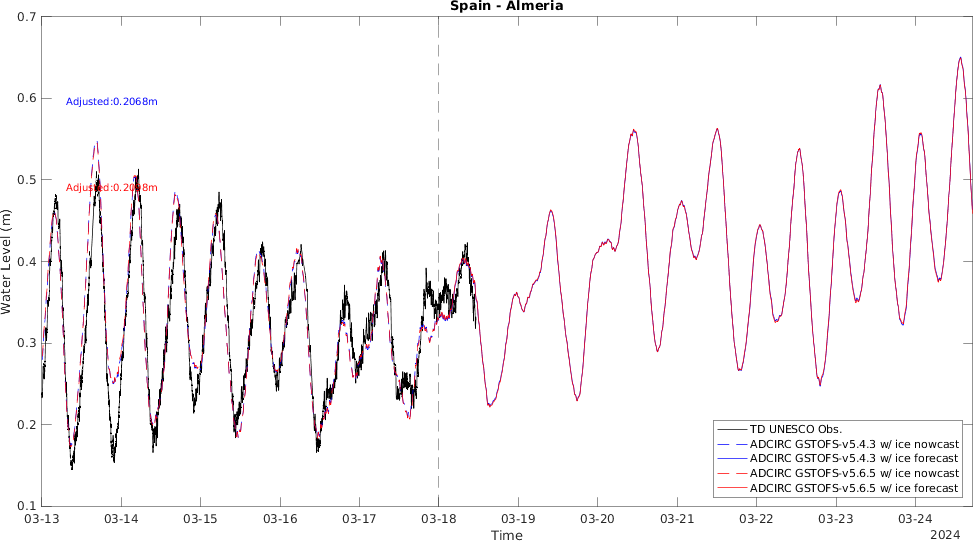 Spain - Almeria
0.7
0.6
0.5
0.4
0.3
0.2
0.1
Water Level (m)
Adjusted:0.2068m
Adjusted:0.2098m
TD UNESCO Obs.
ADCIRC GSTOFS-v5.4.3 w/ ice nowcast
ADCIRC GSTOFS-v5.4.3 w/ ice forecast
ADCIRC GSTOFS-v5.6.5 w/ ice nowcast
ADCIRC GSTOFS-v5.6.5 w/ ice forecast
03-13 03-14 03-15 03-16 03-17 03-18 03-19 03-20 03-21 03-22 03-23 03-24
Time
2024